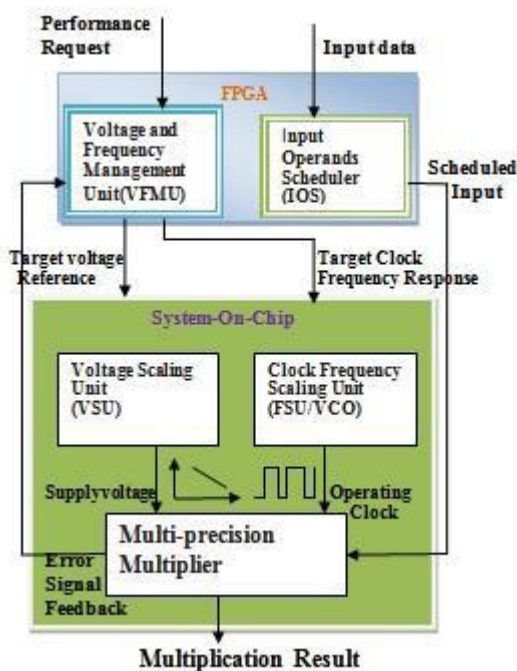 Performance
Request
Input data
FPGA
Voltage and
Frequency
Management
Unit(VFMU)
Input
Operands
Scheduler
(IOS)
Scheduled
Input
Target voltage
Reference
Target Clock
Frequency Response
System-On-Chip
Voltage Scaling
Unit
(VSU)
Clock Frequency
Scaling Unit
(FSU/VCO)
Supplyvoltage
Operating
Clock
Multi-precision
Multiplier
Error
Signal
Feedback
Multiplication Result